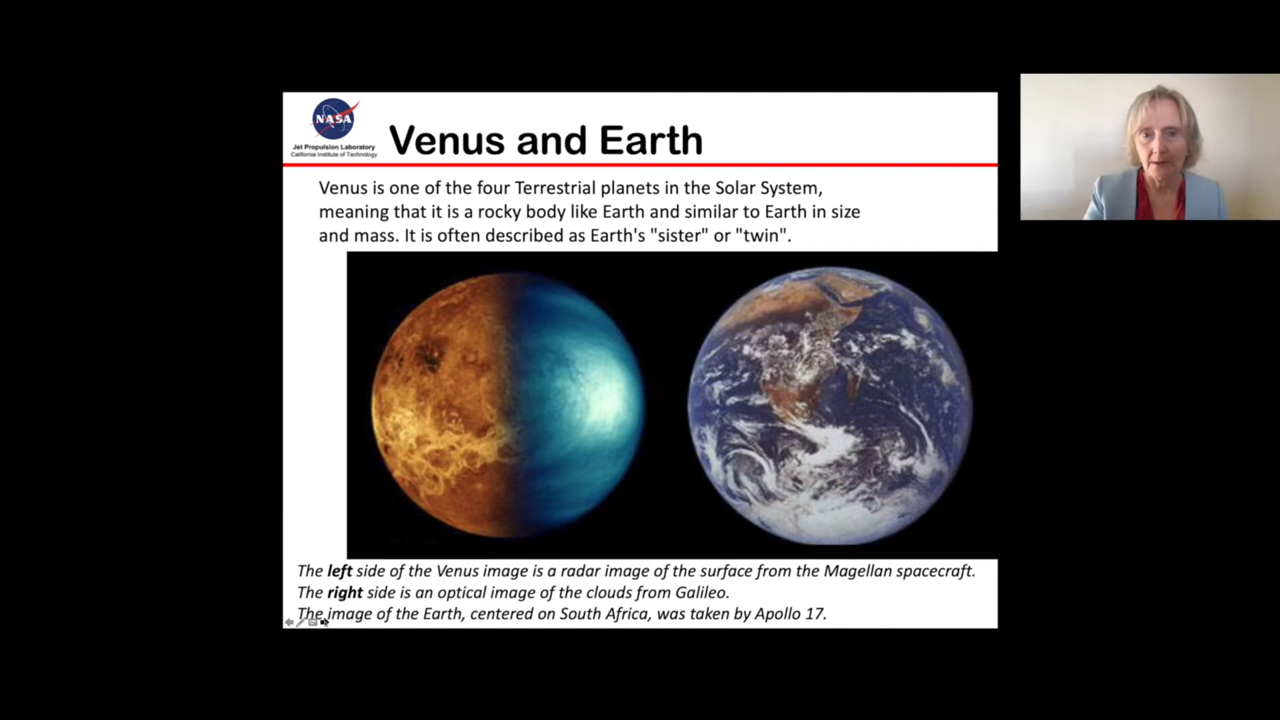 NASA
Jet Propulsion Laboratory
California Institute of Technology
Venus and Earth
Venus is one of the four Terrestrial planets in the Solar System,
meaning that it is a rocky body like Earth and similar to Earth in size
and mass. It is often described as Earth's "sister" or "twin".
The left side of the Venus image is a radar image of the surface from the Magellan spacecraft.
The right side is an optical image of the clouds from Galileo.
The image of the Earth, centered on South Africa, was taken by Apollo 17.